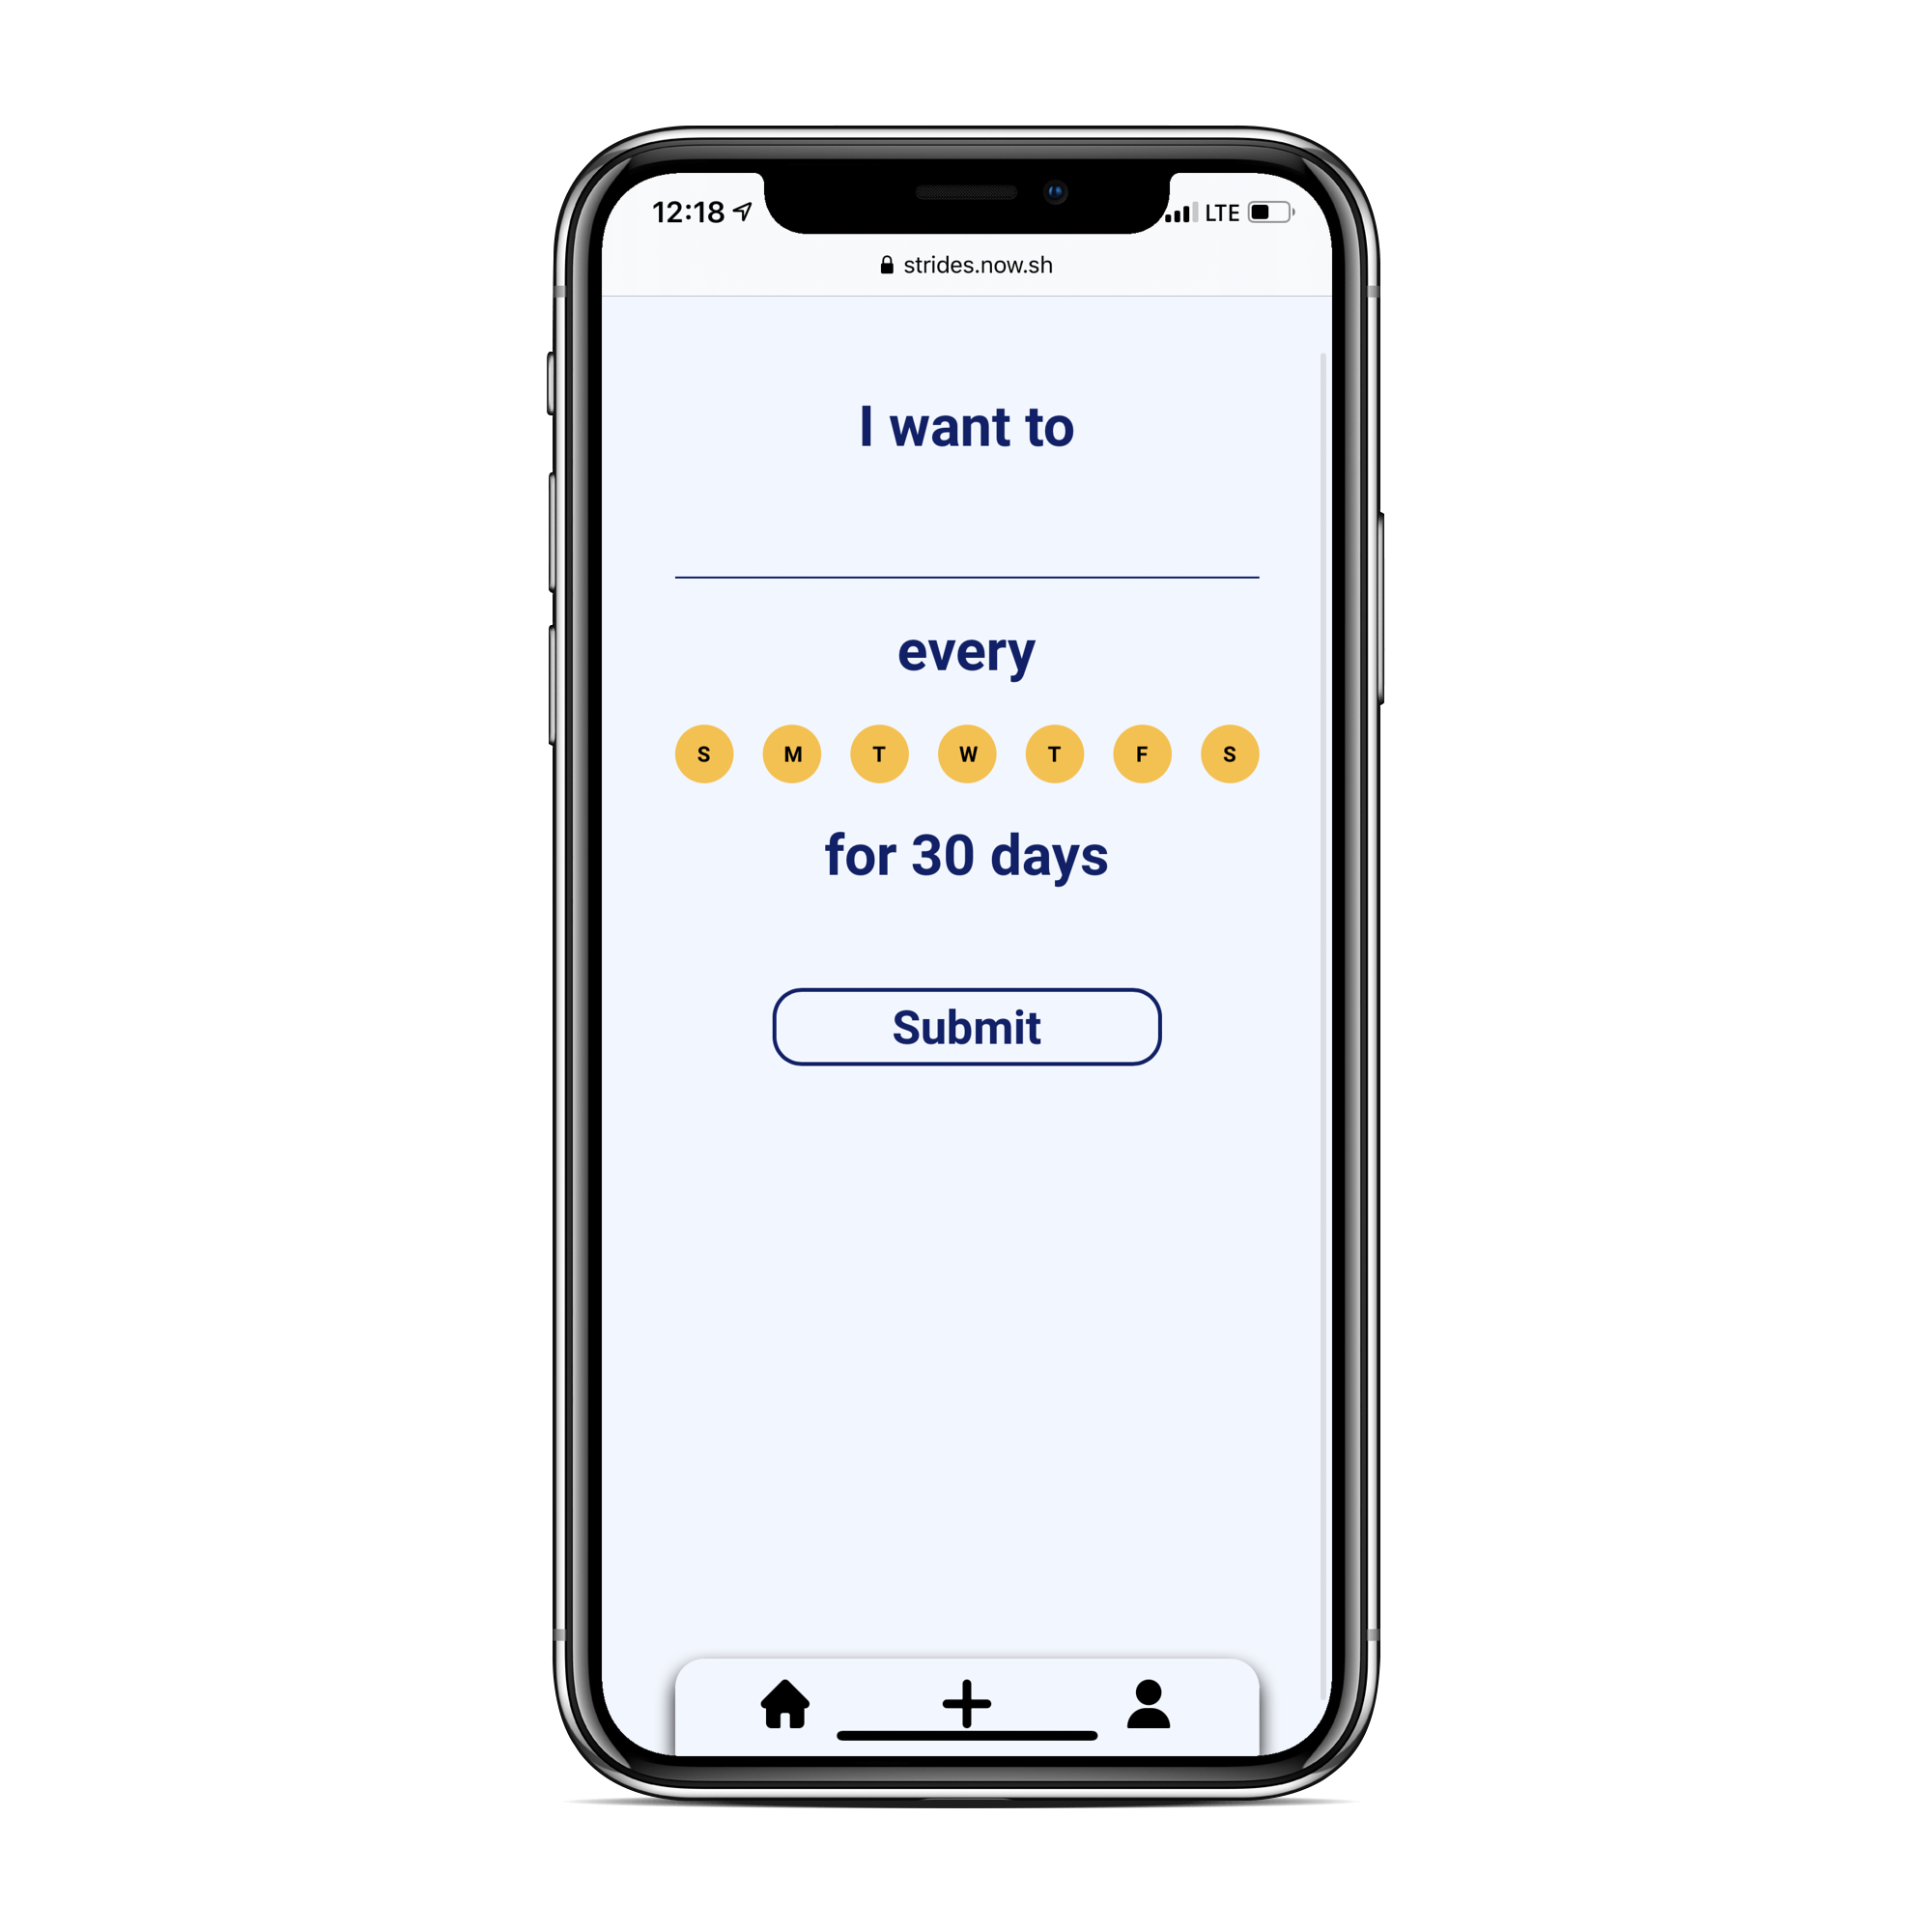 12:18 LTE
strides.now.sh
I want to
every
S M T W T F S
for 30 days
Submit